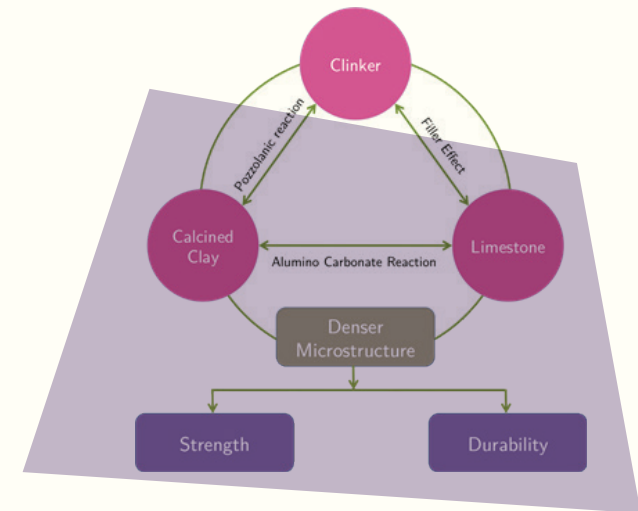 Clinker
Pozzolanic reaction
Filler Effect
Calcined
Clay
Limestone
Alumino Carbonate Reaction
Denser
Microstructure
Strength
Durability